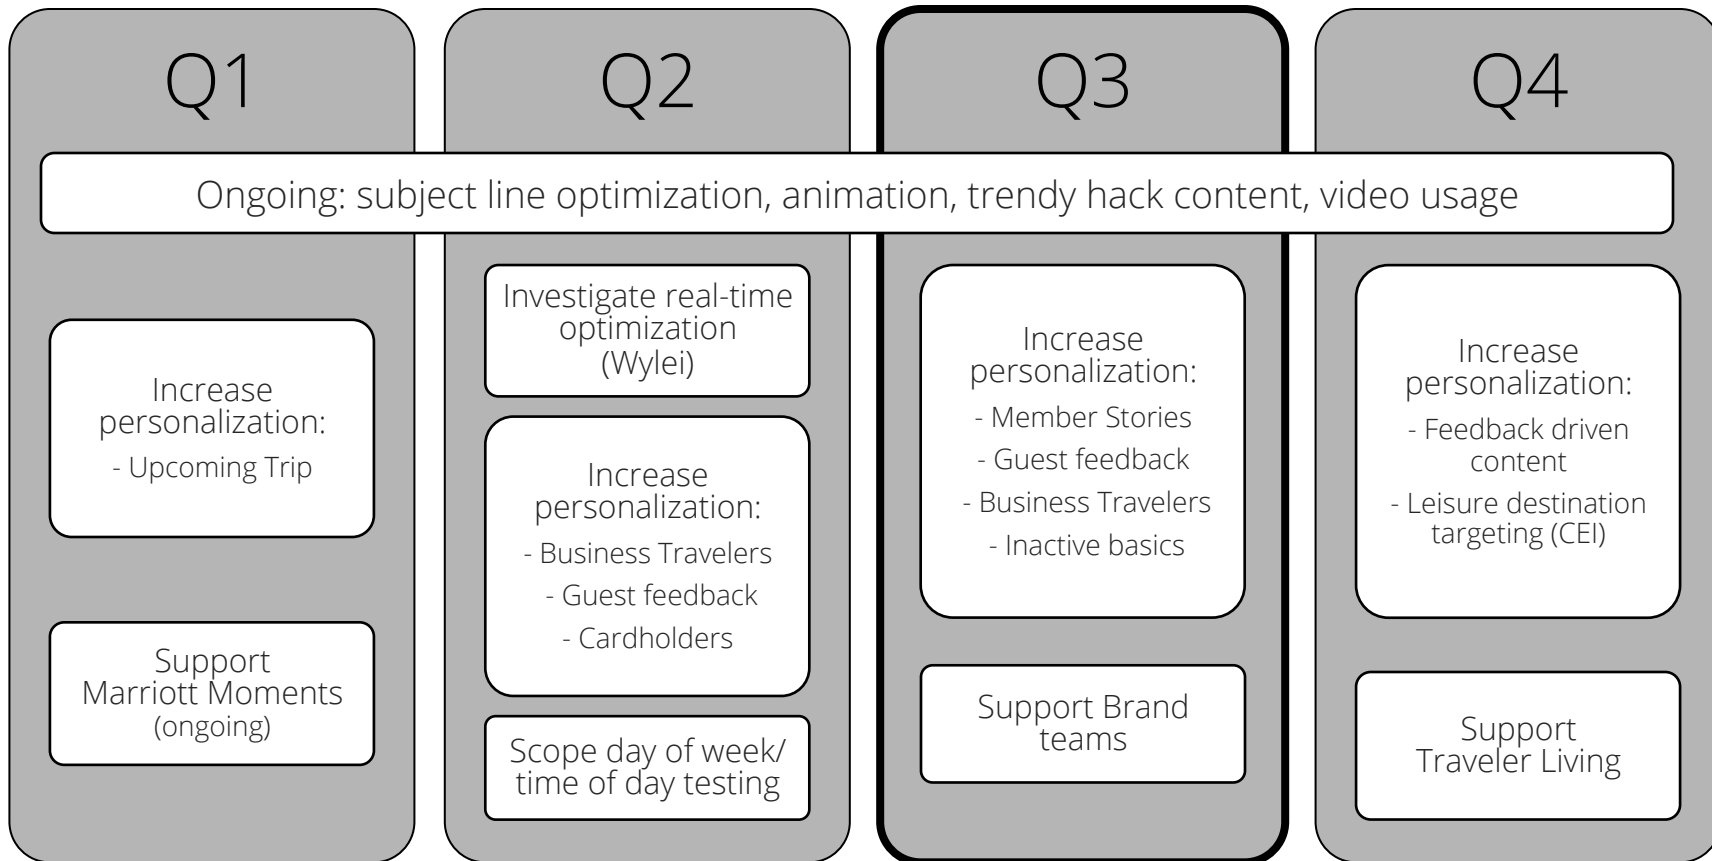 Q1
Q2
Q3
Q4
Ongoing: subject line optimization, animation, trendy hack content, video usage
Increase
personalization:
- Upcoming Trip
Support
Marriott Moments
(ongoing)
Investigate real-time
optimization
(Wylei)
Increase
personalization:
- Business Travelers
- Guest feedback
- Cardholders
Scope day of week/
time of day testing
Increase
personalization:
- Member Stories
- Guest feedback
- Business Travelers
- Inactive basics
Support Brand
teams
Increase
personalization:
- Feedback driven
content
- Leisure destination
targeting (CEI)
Support
Traveler Living